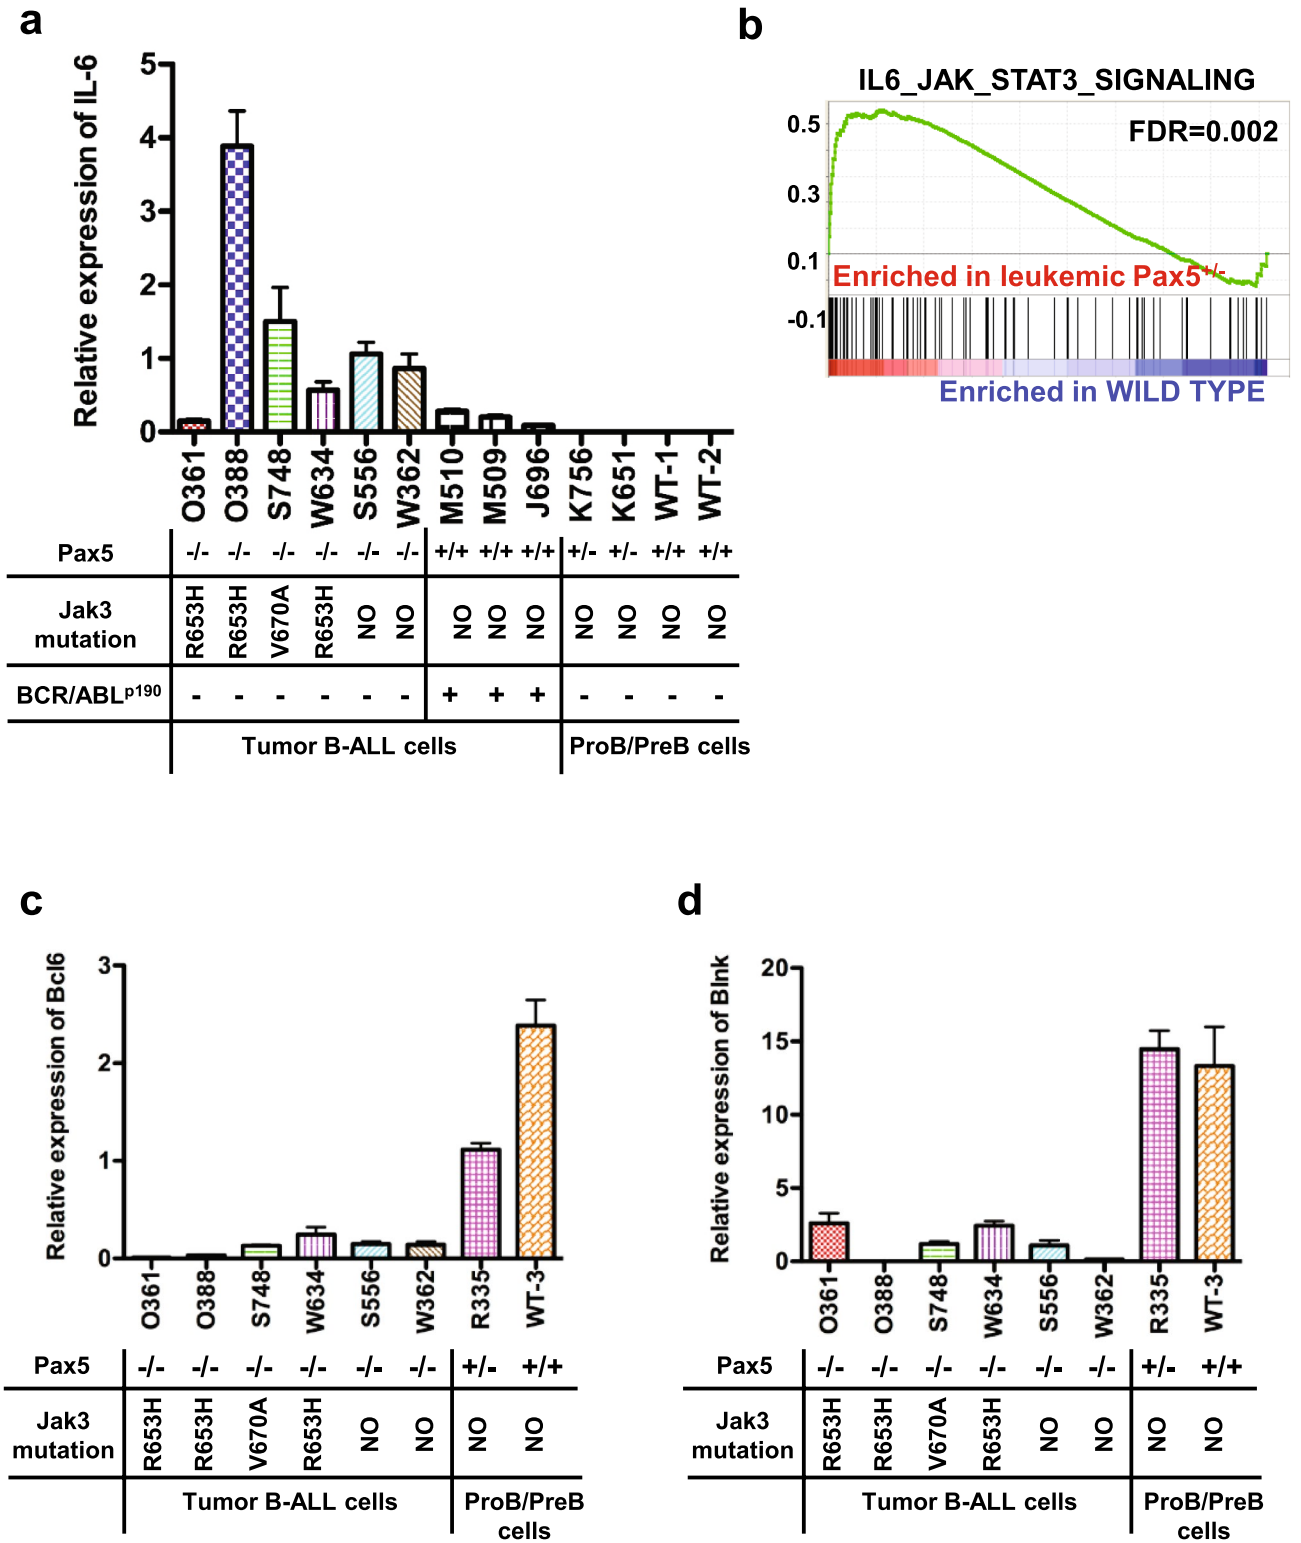 a
Relative expression of IL-6
5
4
3
2
1
0
O361 O388 S748 W634 S556 W362 M510 M509 J696 K756 K651 WT-1 WT-2
Pax5 -/- -/- -/- -/- -/- -/- +/+ +/+ +/+ +/- +/- +/+ +/+
Jak3 mutation R653H R653H V670A R653H NO NO NO NO NO NO NO NO NO
BCR/ABLp190 - - - - - - + + + - - - -
Tumor B-ALL cells ProB/PreB cells
b
IL6_JAK_STAT3_SIGNALING
FDR=0.002
0.5
0.3
0.1
-0.1
Enriched in leukemic Pax5+/-
Enriched in WILD TYPE
c
Relative expression of Bcl6
3
2
1
0
O361 O388 S748 W634 S556 W362 R335 WT-3
Pax5 -/- -/- -/- -/- -/- -/- +/- +/+
Jak3 mutation R653H R653H V670A R653H NO NO NO NO
Tumor B-ALL cells ProB/PreB
cells
d
Relative expression of Blnk
20
15
10
5
0
O361 O388 S748 W634 S556 W362 R335 WT-3
Pax5 -/- -/- -/- -/- -/- -/- +/- +/+
Jak3 mutation R653H R653H V670A R653H NO NO NO NO
Tumor B-ALL cells ProB/PreB
cells